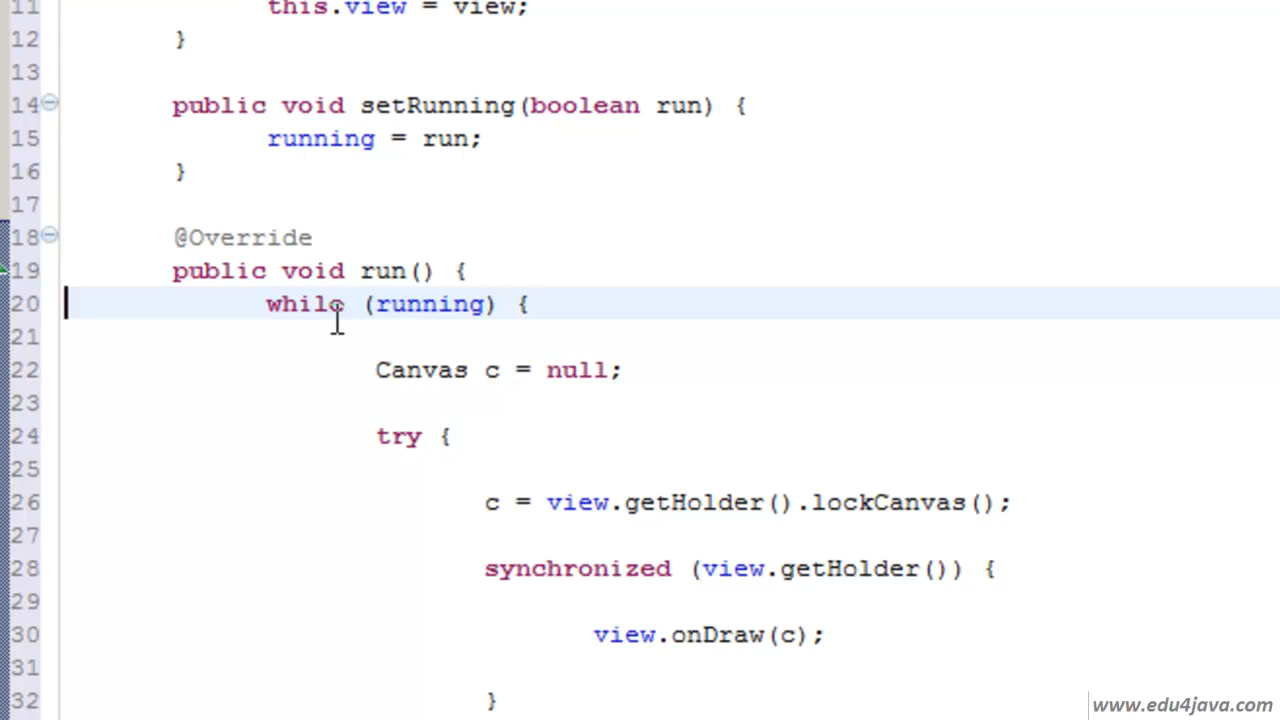 11 this.view = view;
12 }
13
14 public void setRunning(boolean run) {
15 running = run;
16 }
17
18 @Override
19 public void run() {
20 while (running) {
21
22 Canvas c = null;
23
24 try {
25
26 c = view.getHolder().lockCanvas();
27
28 synchronized (view.getHolder()) {
29
30 view.onDraw(c);
31
32 }
www.edu4java.com